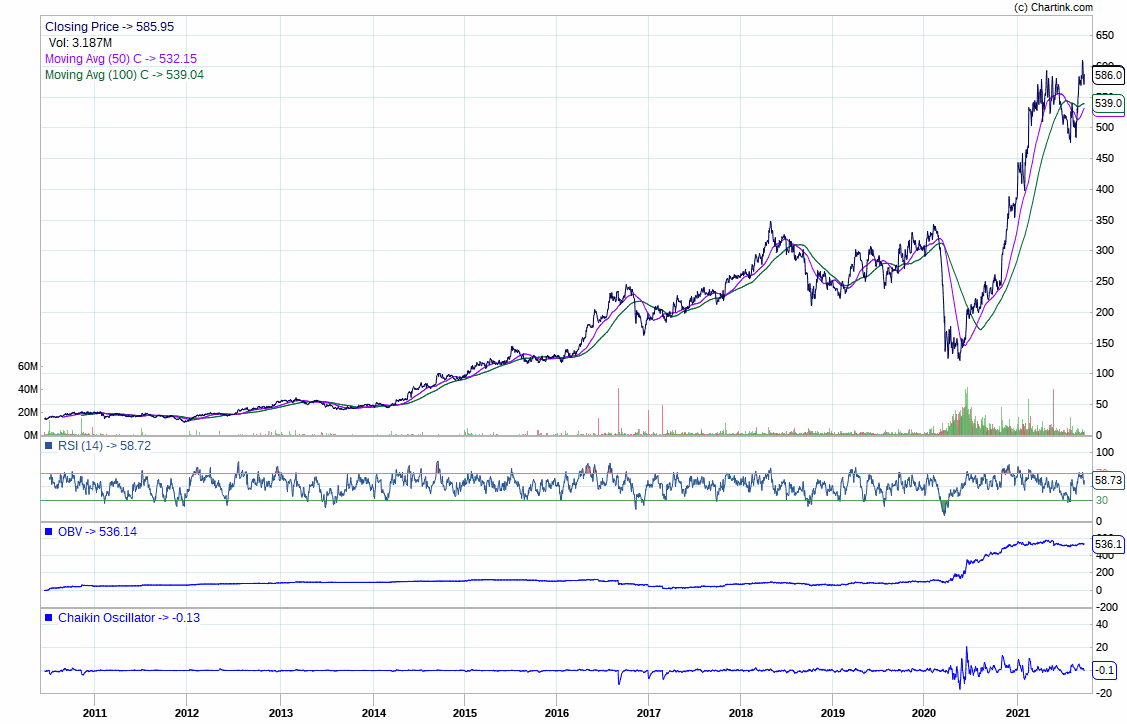 (c) Chartink.com
Closing Price -> 585.95
Vol: 3.187M
Moving Avg (50) C -> 532.15
Moving Avg (100) C -> 539.04
650
586.0
539.0
500
450
400
350
300
250
200
150
100
50
0
60M
40M
20M
0M
RSI (14) -> 58.72
100
58.73
30
0
OBV -> 536.14
536.1
400
200
0
-200
Chaikin Oscillator -> -0.13
40
20
-0.1
-20
2011 2012 2013 2014 2015 2016 2017 2018 2019 2020 2021